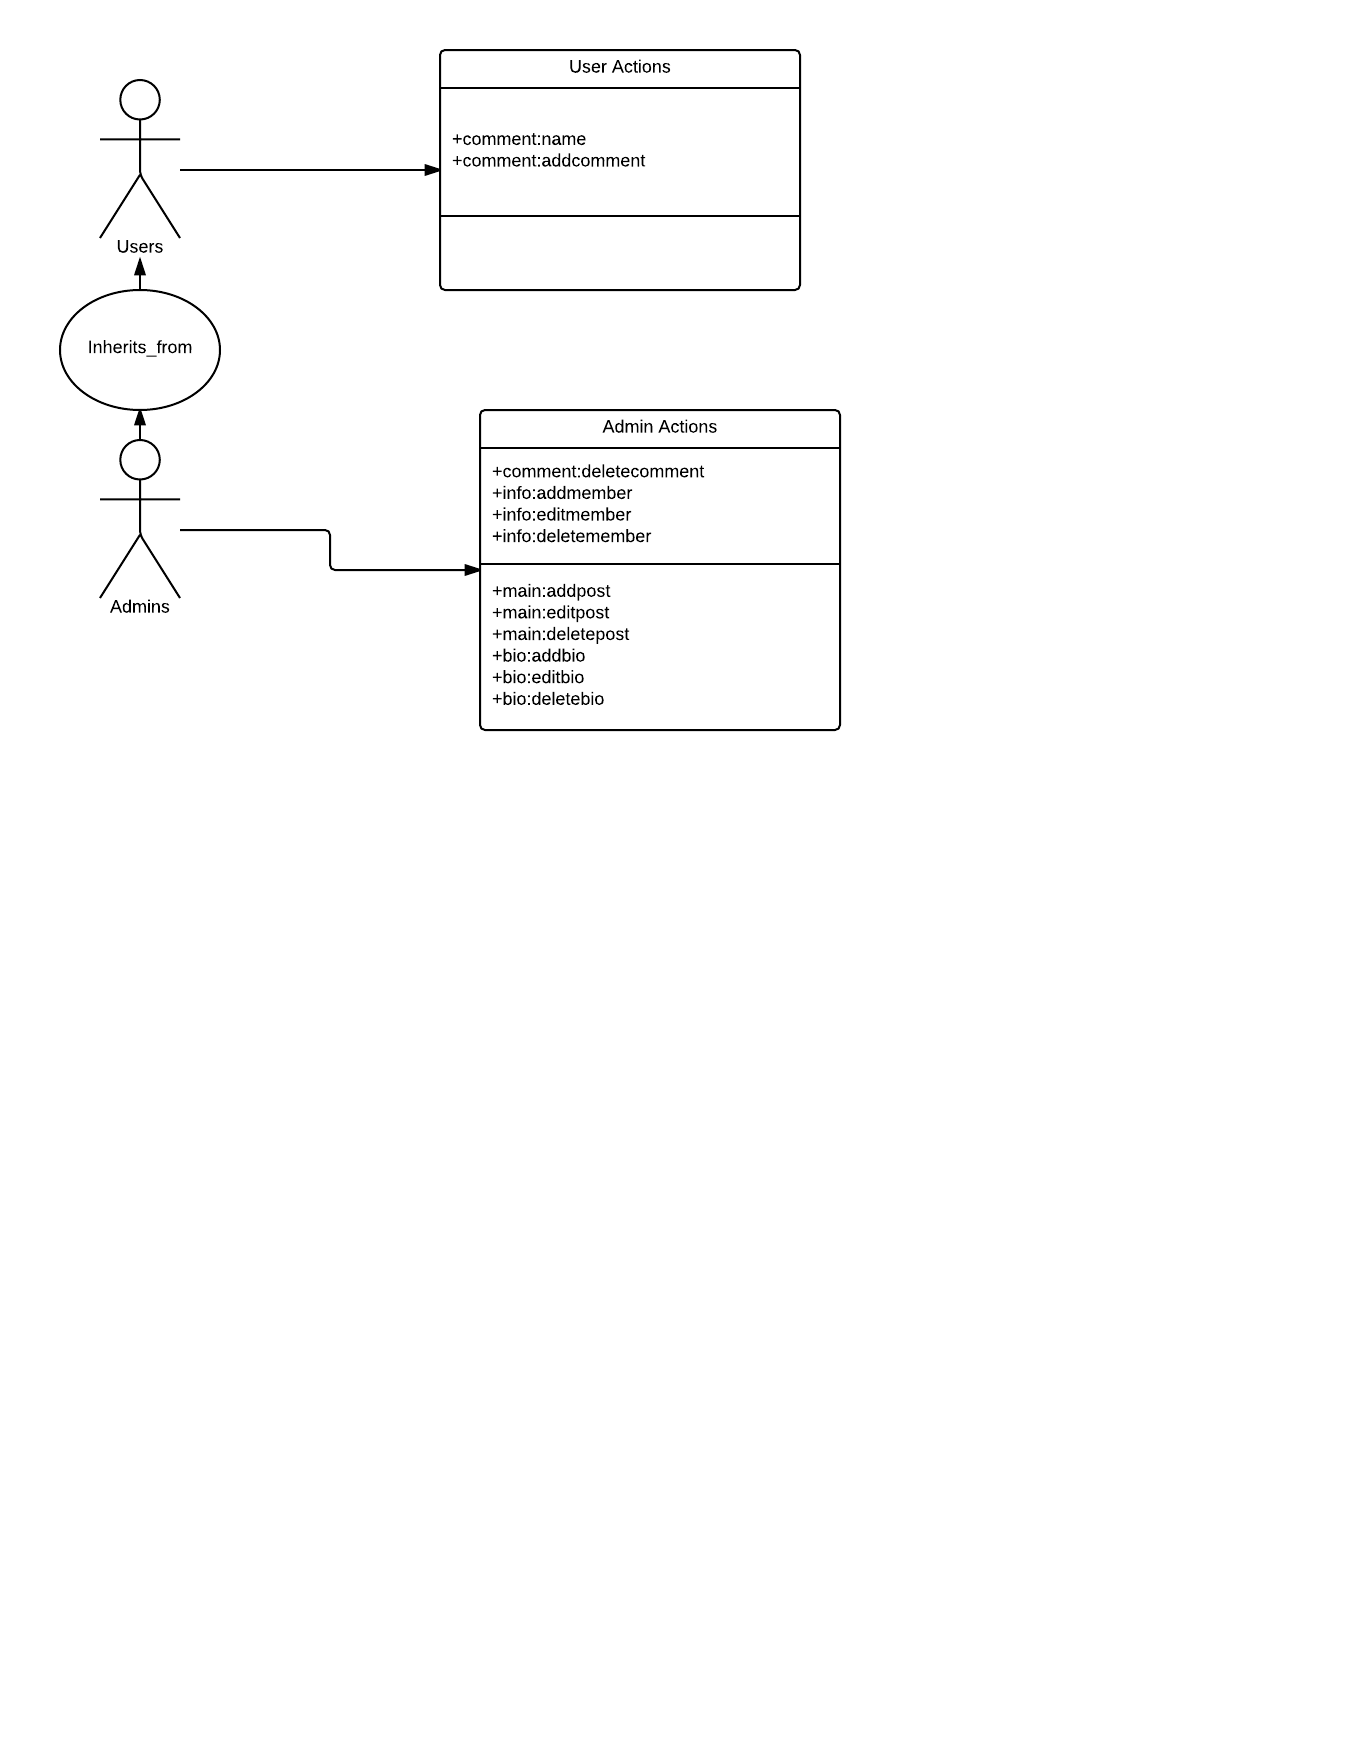 User Actions
+comment:name
+comment:addcomment
Users
Inherits_from
Admin Actions
+comment:deletecomment
+info:addmember
+info:editmember
+info:deletemember
+main:addpost
+main:editpost
+main:deletepost
+bio:addbio
+bio:editbio
+bio:deletebio
Admins